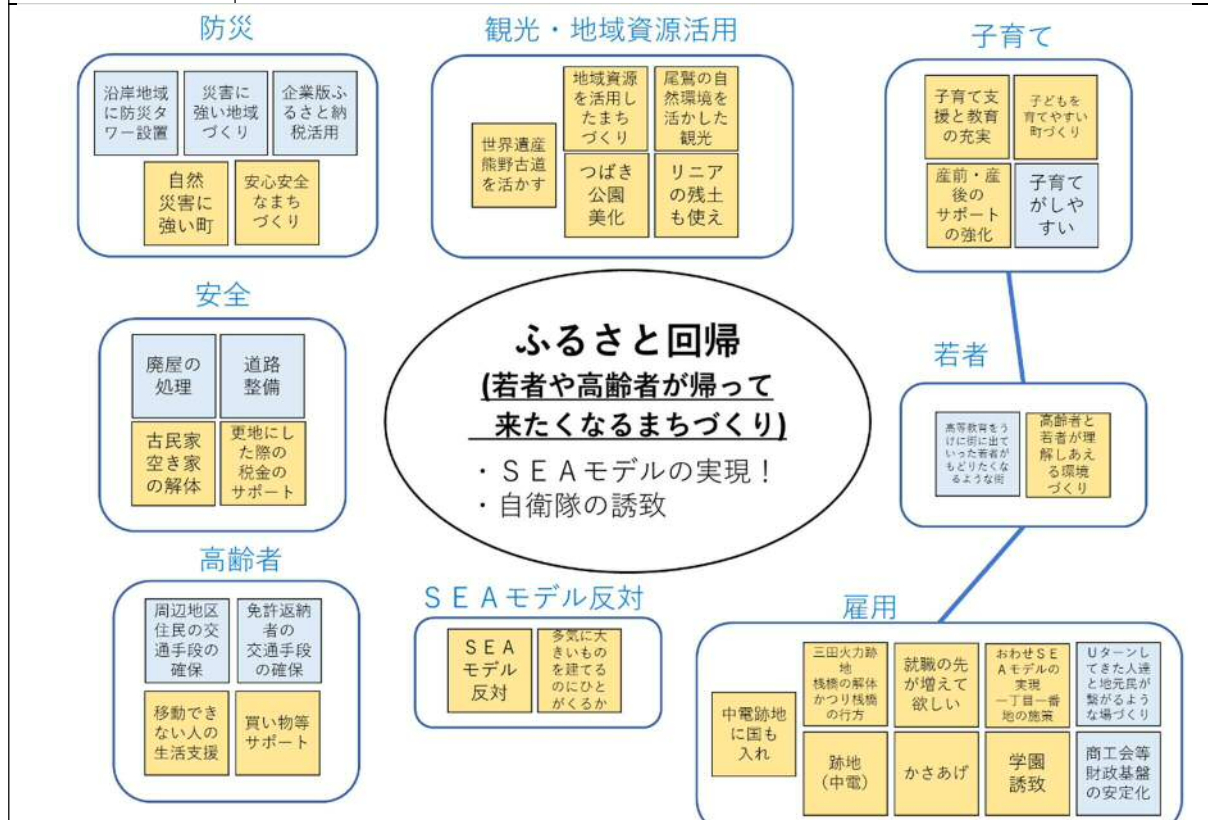 防災
沿岸地域
に防災タ
ワー設置
災害に
強い地域
づくり
企業版ふ
るさと納
税活用
自然
災害に
強い町
安心安全
なまち
づくり
観光・地域資源活用
世界遺産
熊野古道
を活かす
地域資源
を活用し
たまち
づくり
尾鷲の自
然環境を
活かした
観光
つばき
公園
美化
リニア
の残土
も使え
子育て
子育て支
援と教育
の充実
子どもを
育てやすい
町づくり
産前・産
後の
サポート
の強化
子育て
がしや
すい
安全
廃屋の
処理
道路
整備
古民家
空き家
の解体
更地にし
た際の
税金の
サポート
ふるさと回帰
(若者や高齢者が帰って
来たくなるまちづくり)
・ＳＥＡモデルの実現！
・自衛隊の誘致
若者
高等教育をう
けに街に出て
いった若者が
もどりたくな
るような街
高齢者と
若者が理
解しあえ
る環境
づくり
高齢者
周辺地区
住民の交
通手段の
確保
免許返納
者の
交通手段
の確保
移動でき
ない人の
生活支援
買い物等
サポート
ＳＥＡモデル反対
ＳＥＡ
モデル
反対
多気に大
きいもの
を建てる
のにひと
がくるか
雇用
中電跡地
に国も
入れ
三田火力跡
地
桟橋の解体
かつり桟橋
の行方
就職の先
が増えて
欲しい
おわせＳＥ
Ａモデルの
実現
一丁目一番
地の施策
Ｕターンし
てきた人達
と地元民が
繋がるよう
な場づくり
跡地
（中電）
かさあげ
学園
誘致
商工会等
財政基盤
の安定化